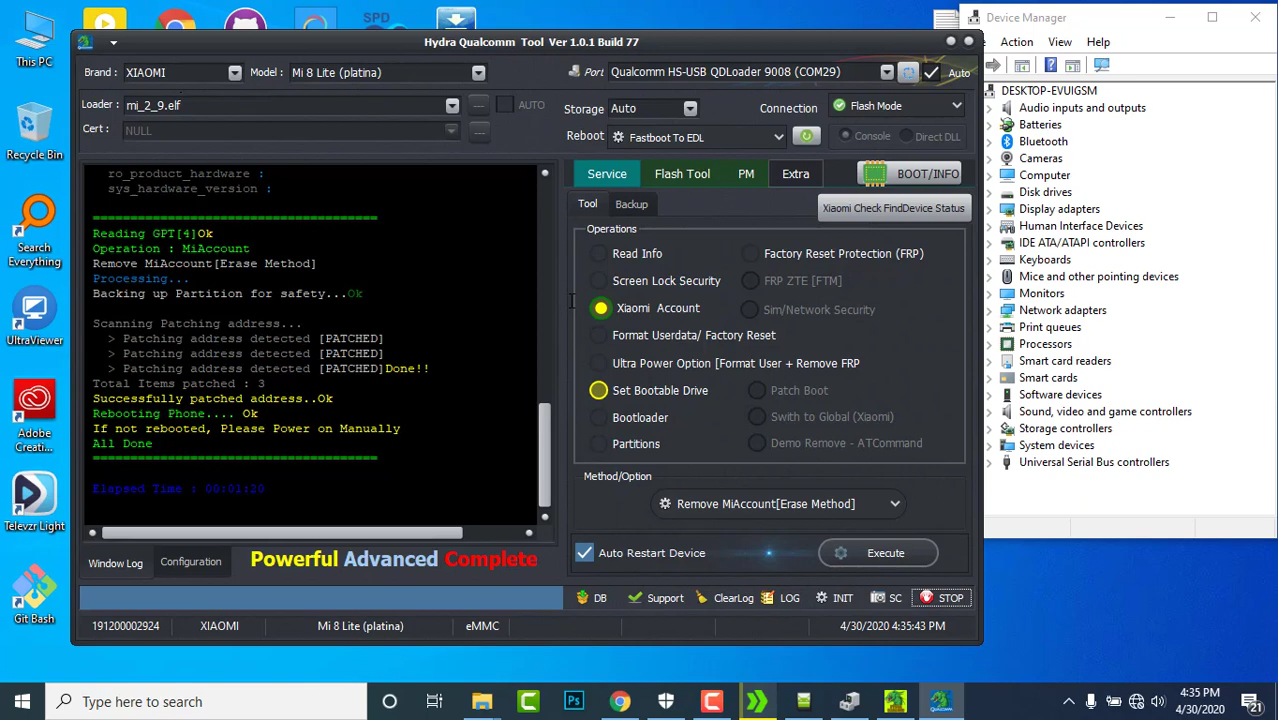 SPD
This PC
Recycle Bin
Search
Everything
UltraViewer
Adobe
Creati...
Televzr Light
Git Bash
Hydra Qualcomm Tool Ver 1.0.1 Build 77
Brand : XIAOMI Model : Mi 8 Lite (platina)
Port Qualcomm HS-USB QDLoader 9008 (COM25) Auto
Loader : mi_2_9.elf AUTO
Storage Auto Connection Flash Mode
Cert : NULL
Reboot Fastboot To EDL Console Direct DLL
ro_product_hardware :
sys_hardware_version :
=====================================
Reading GPT[4]Ok
Operation : MiAccount
Remove MiAccount[Erase Method]
Processing...
Backing up Partition for safety...Ok
Scanning Patching address...
> Patching address detected [PATCHED]
> Patching address detected [PATCHED]
> Patching address detected [PATCHED]Done!!
Total Items patched : 3
Successfully patched address..Ok
Rebooting Phone.... Ok
If not rebooted, Please Power on Manually
All Done
=====================================
Elapsed Time : 00:01:20
Window Log Configuration Powerful Advanced Complete
Service Flash Tool PM Extra BOOT/INFO
Tool Backup Xiaomi Check FindDevice Status
Operations
Read Info Factory Reset Protection (FRP)
Screen Lock Security FRP ZTE [FTM]
Xiaomi Account Sim/Network Security
Format Userdata/ Factory Reset
Ultra Power Option [Format User + Remove FRP
Set Bootable Drive Patch Boot
Bootloader Swith to Global (Xiaomi)
Partitions Demo Remove - ATCommand
Method/Option
Remove MiAccount[Erase Method]
Auto Restart Device Execute
DB Support ClearLog LOG INIT SC STOP
191200002924 XIAOMI Mi 8 Lite (platina) eMMC 4/30/2020 4:35:43 PM
Device Manager
Action View Help
DESKTOP-EVUIGSM
Audio inputs and outputs
Batteries
Bluetooth
Cameras
Computer
Disk drives
Display adapters
Human Interface Devices
IDE ATA/ATAPI controllers
Keyboards
Mice and other pointing devices
Monitors
Network adapters
Print queues
Processors
Smart card readers
Smart cards
Software devices
Sound, video and game controllers
Storage controllers
System devices
Universal Serial Bus controllers
Type here to search
4:35 PM
4/30/2020
21